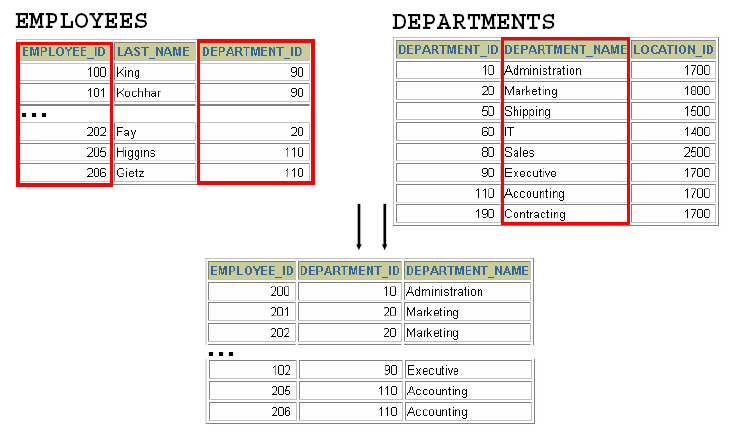 EMPLOYEES
EMPLOYEE_ID LAST_NAME DEPARTMENT_ID
100 King 90
101 Kochhar 90
...
202 Fay 20
205 Higgins 110
206 Gietz 110
DEPARTMENTS
DEPARTMENT_ID DEPARTMENT_NAME LOCATION_ID
10 Administration 1700
20 Marketing 1800
50 Shipping 1500
60 IT 1400
80 Sales 2500
90 Executive 1700
110 Accounting 1700
190 Contracting 1700
EMPLOYEE_ID DEPARTMENT_ID DEPARTMENT_NAME
200 10 Administration
201 20 Marketing
202 20 Marketing
...
102 90 Executive
205 110 Accounting
206 110 Accounting